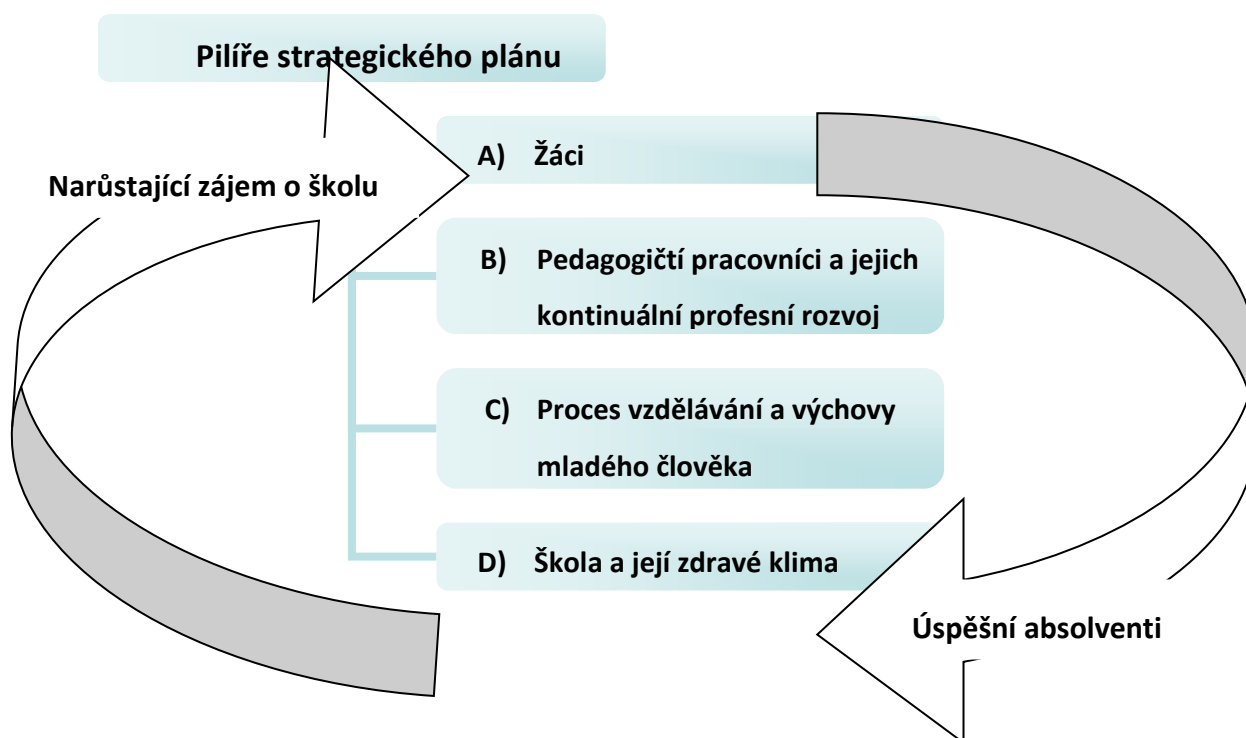 Pilíře strategického plánu
A) Žáci
Narůstající zájem o školu
B) Pedagogičtí pracovníci a jejich
kontinuální profesní rozvoj
C) Proces vzdělávání a výchovy
mladého člověka
D) Škola a její zdravé klima
Úspěšní absolventi